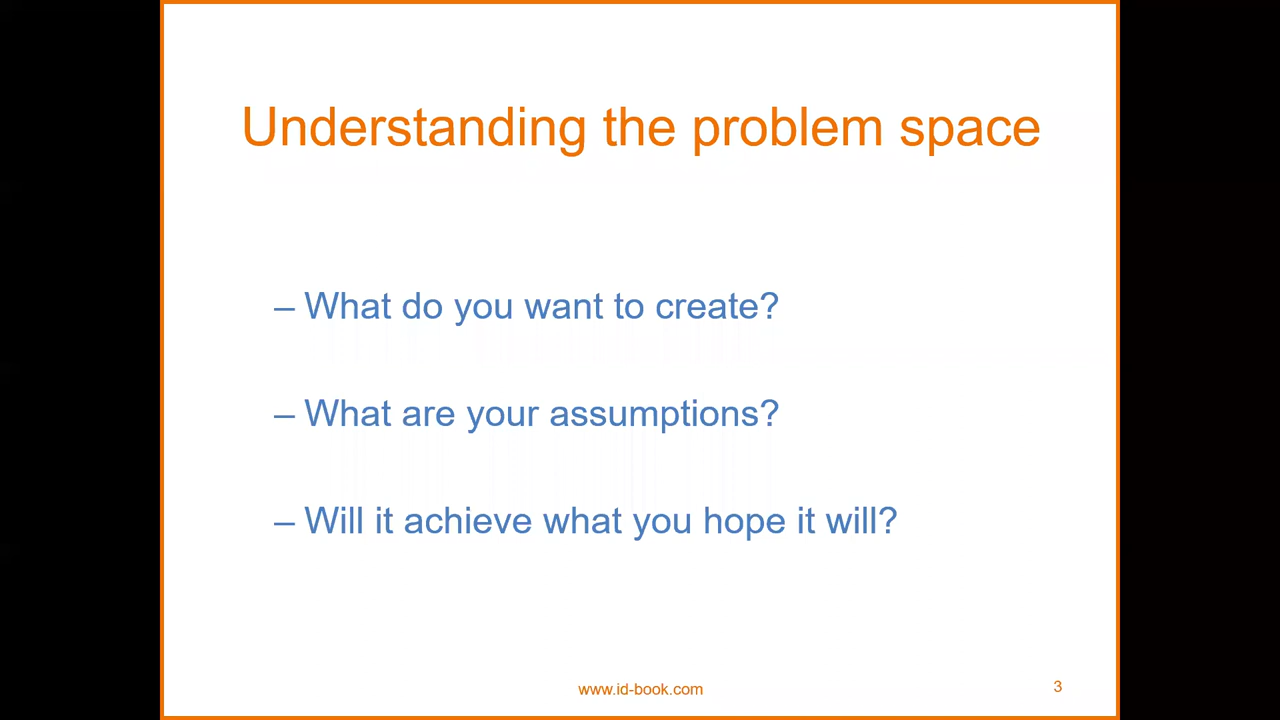 Understanding the problem space
– What do you want to create?
– What are your assumptions?
– Will it achieve what you hope it will?
www.id-book.com
3